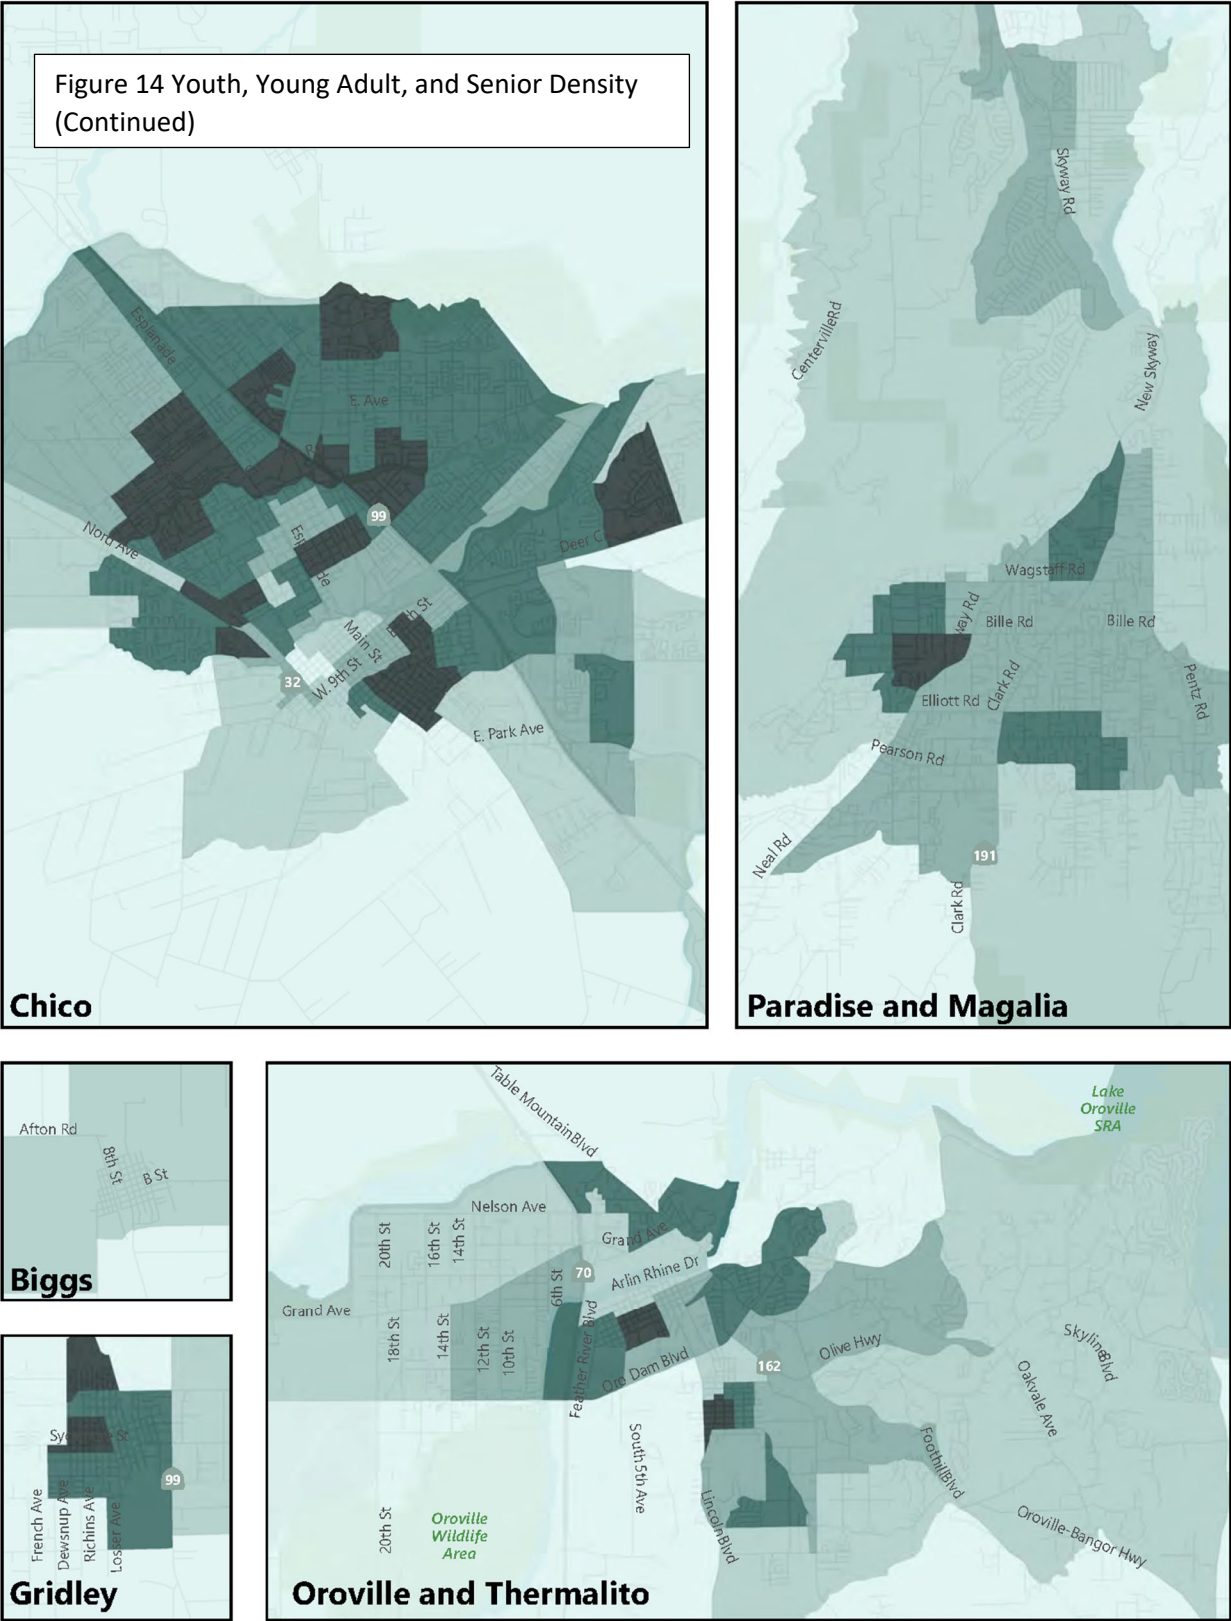 Figure 14 Youth, Young Adult, and Senior Density
(Continued)
Esplanade
E. Ave
99
Nord Ave
Deer C
Main St
W. 9th St
32
E. Park Ave
Chico
Skyway Rd
Centerville Rd
New Skyway
Wagstaff Rd
way Rd
Bille Rd
Bille Rd
Clark Rd
Elliott Rd
Pentz Rd
Pearson Rd
Neal Rd
191
Clark Rd
Paradise and Magalia
Afton Rd
8th St
B St
Biggs
99
French Ave
Dewsnup Ave
Richins Ave
Losser Ave
Gridley
Table Mountain Blvd
Lake
Oroville
SRA
Nelson Ave
20th St
16th St
14th St
Grand Ave
Arlin Rhine Dr
70
6th St
Grand Ave
18th St
14th St
12th St
10th St
Feather River Blvd
Oro Dam Blvd
162
Olive Hwy
Skyline Blvd
Oakvale Ave
South 5th Ave
Foothill Blvd
Lincoln Blvd
20th St
Oroville
Wildlife
Area
Oroville-Bangor Hwy
Oroville and Thermalito